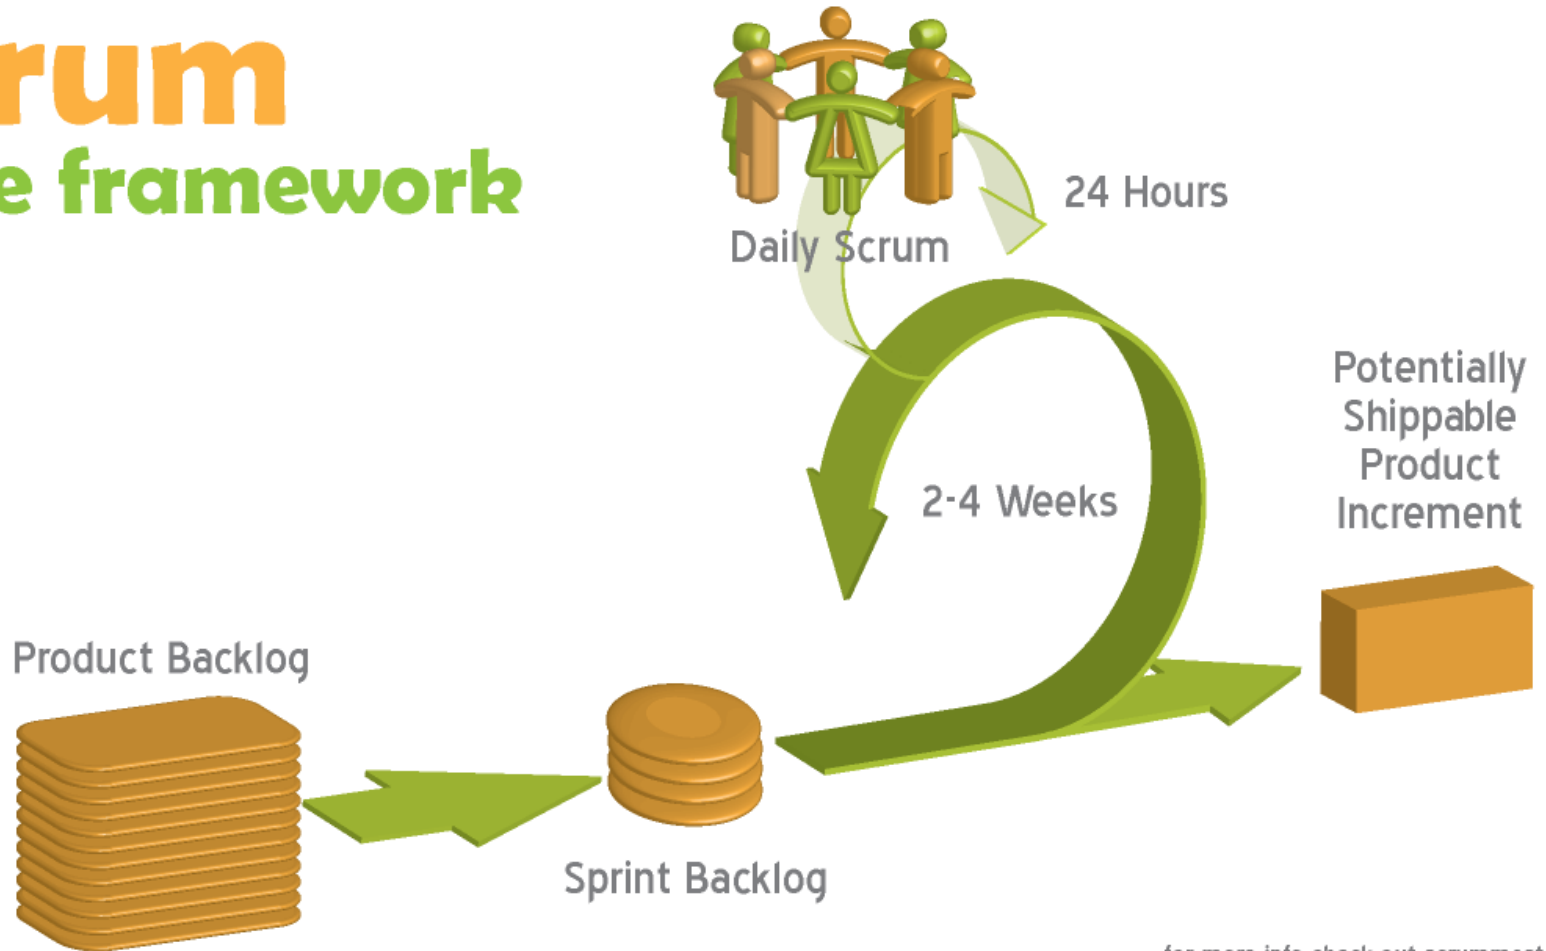 rum
e framework
24 Hours
Daily Scrum
Potentially
Shippable
Product
Increment
2-4 Weeks
Product Backlog
Sprint Backlog